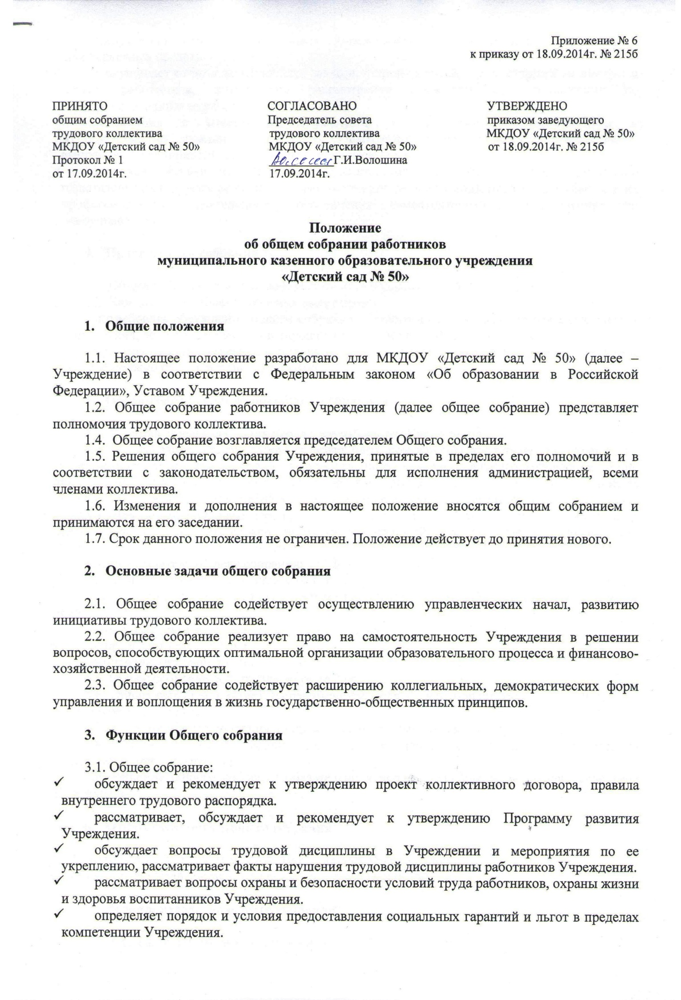 Приложение № 6
к приказу от 18.09.2014г. № 215б
ПРИНЯТО СОГЛАСОВАНО УТВЕРЖДЕНО
общим собранием Председатель совета приказом заведующего
трудового коллектива трудового коллектива МКДОУ «Детский сад № 50»
МКДОУ «Детский сад № 50» МКДОУ «Детский сад № 50» от 18.09.2014г. № 215б
Протокол № 1 Г.И.Волошина
от 17.09.2014г. 17.09.2014г.
Положение
об общем собрании работников
муниципального казенного образовательного учреждения
«Детский сад № 50»
1. Общие положения
1.1. Настоящее положение разработано для МКДОУ «Детский сад № 50» (далее –
Учреждение) в соответствии с Федеральным законом «Об образовании в Российской
Федерации», Уставом Учреждения.
1.2. Общее собрание работников Учреждения (далее общее собрание) представляет
полномочия трудового коллектива.
1.4. Общее собрание возглавляется председателем Общего собрания.
1.5. Решения общего собрания Учреждения, принятые в пределах его полномочий и в
соответствии с законодательством, обязательны для исполнения администрацией, всеми
членами коллектива.
1.6. Изменения и дополнения в настоящее положение вносятся общим собранием и
принимаются на его заседании.
1.7. Срок данного положения не ограничен. Положение действует до принятия нового.
2. Основные задачи общего собрания
2.1. Общее собрание содействует осуществлению управленческих начал, развитию
инициативы трудового коллектива.
2.2. Общее собрание реализует право на самостоятельность Учреждения в решении
вопросов, способствующих оптимальной организации образовательного процесса и финансово-
хозяйственной деятельности.
2.3. Общее собрание содействует расширению коллегиальных, демократических форм
управления и воплощения в жизнь государственно-общественных принципов.
3. Функции Общего собрания
3.1. Общее собрание:
✓ обсуждает и рекомендует к утверждению проект коллективного договора, правила
внутреннего трудового распорядка.
✓ рассматривает, обсуждает и рекомендует к утверждению Программу развития
Учреждения.
✓ обсуждает вопросы трудовой дисциплины в Учреждении и мероприятия по ее
укреплению, рассматривает факты нарушения трудовой дисциплины работников Учреждения.
✓ рассматривает вопросы охраны и безопасности условий труда работников, охраны жизни
и здоровья воспитанников Учреждения.
✓ определяет порядок и условия предоставления социальных гарантий и льгот в пределах
компетенции Учреждения.